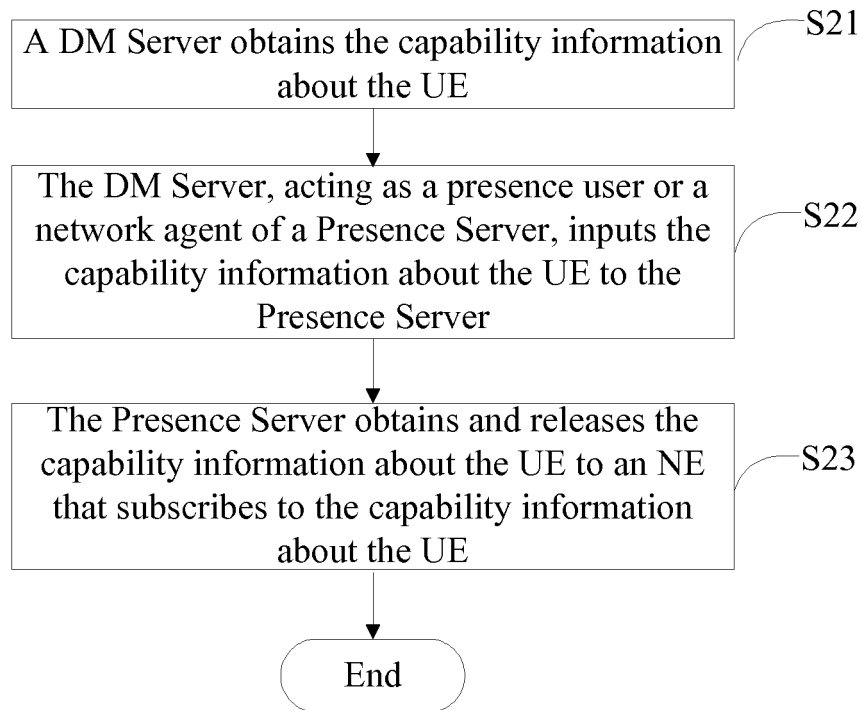 A DM Server obtains the capability information
about the UE
S21
The DM Server, acting as a presence user or a
network agent of a Presence Server, inputs the
capability information about the UE to the
Presence Server
S22
The Presence Server obtains and releases the
capability information about the UE to an NE
that subscribes to the capability information
about the UE
S23
End